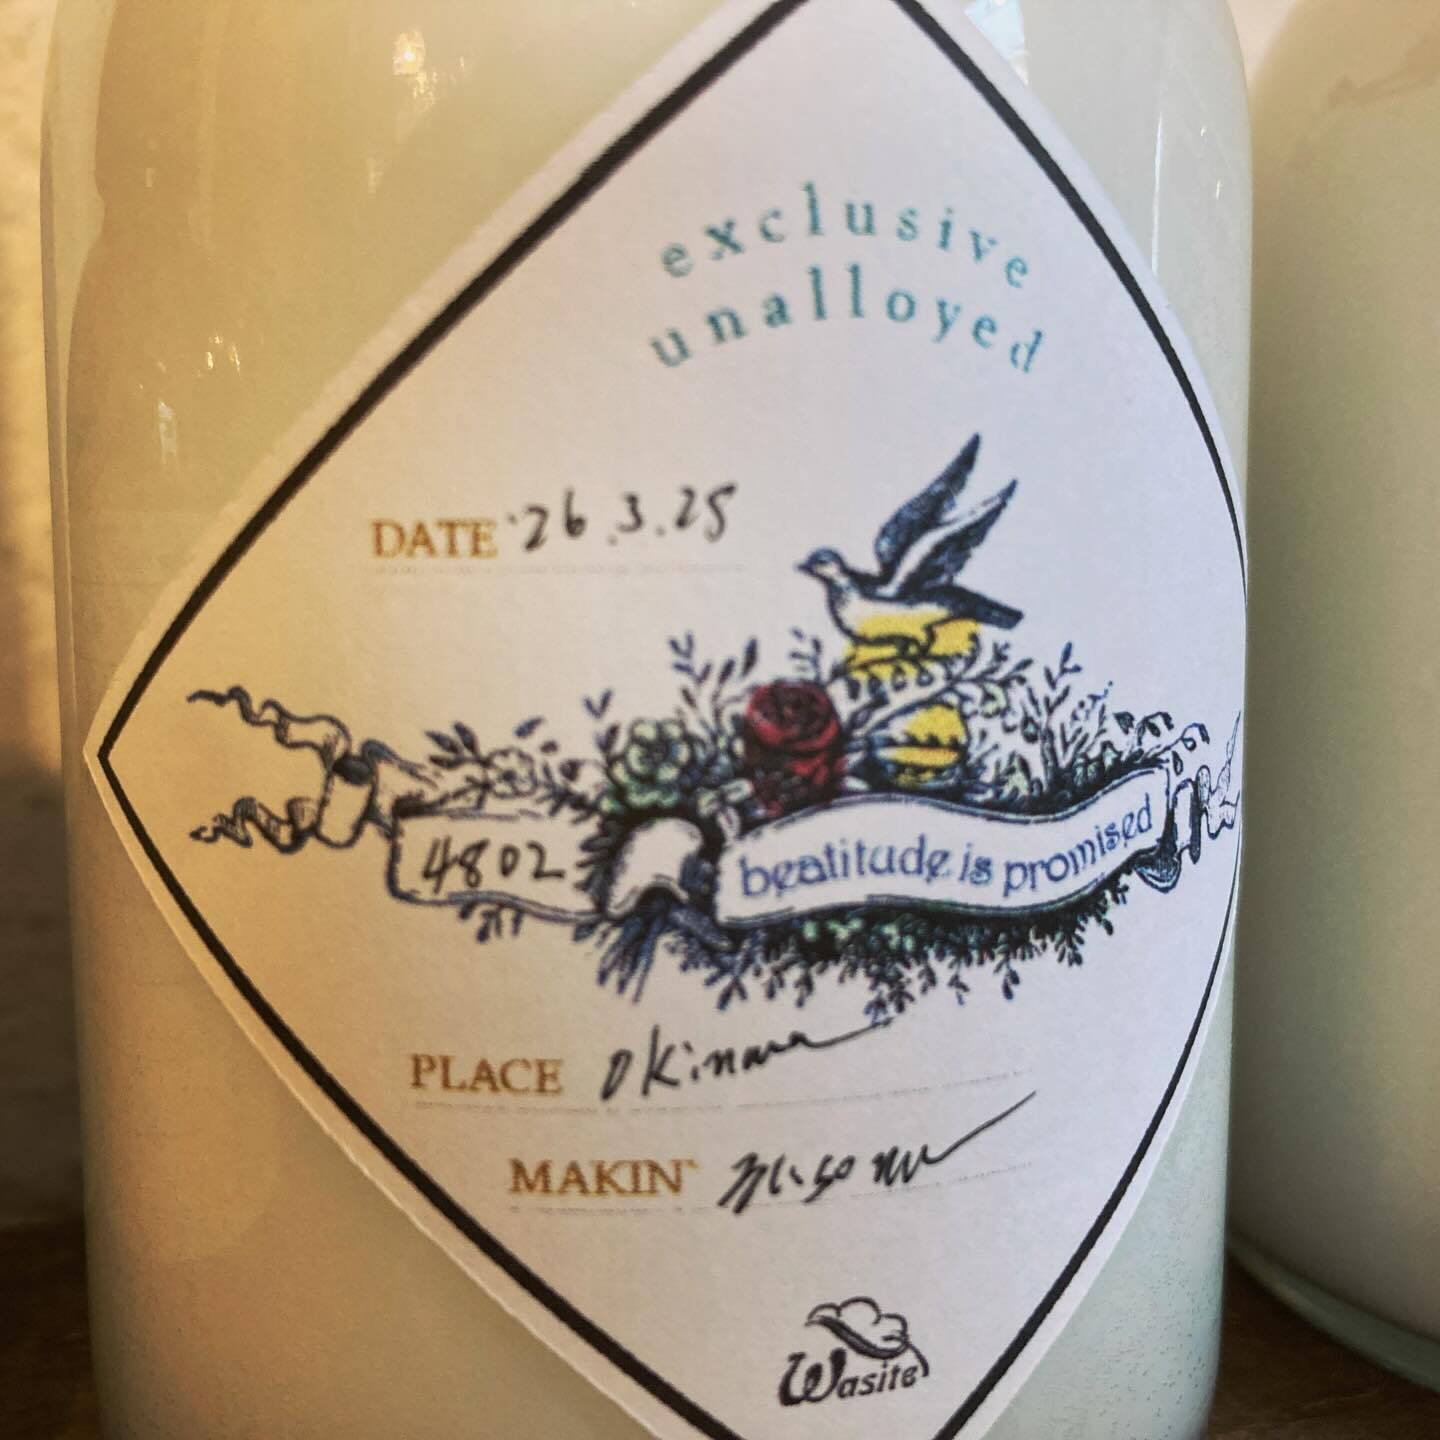 exclusive
unalloyed
DATE '26.3.25
4802
beatitude is promised
PLACE Okinawa
MAKIN'
Wasite